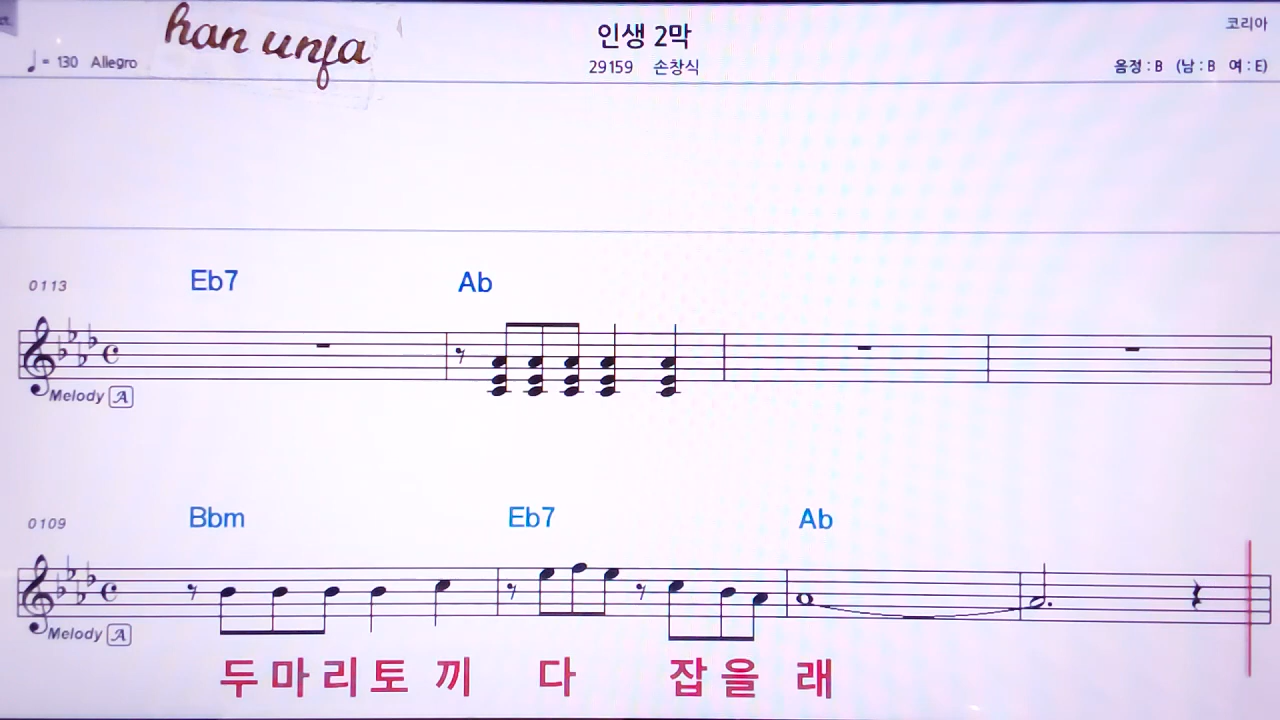 han unja
인생 2막
코리아
♩= 130 Allegro
29159 손창식
음정 : B (남 : B 여 : E)
0113 Eb7 Ab
Melody A
0109 Bbm Eb7 Ab
Melody A
두 마 리 토 끼 다 잡 을 래